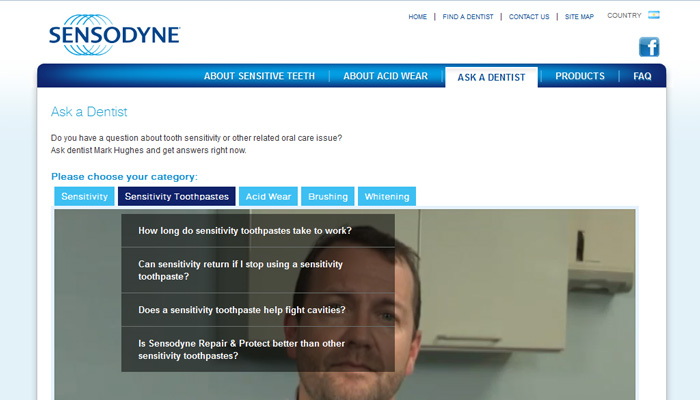 SENSODYNE
HOME | FIND A DENTIST | CONTACT US | SITE MAP COUNTRY
f
ABOUT SENSITIVE TEETH | ABOUT ACID WEAR ASK A DENTIST PRODUCTS | FAQ
Ask a Dentist
Do you have a question about tooth sensitivity or other related oral care issue?
Ask dentist Mark Hughes and get answers right now.
Please choose your category:
Sensitivity Sensitivity Toothpastes Acid Wear Brushing Whitening
How long do sensitivity toothpastes take to work?
Can sensitivity return if I stop using a sensitivity
toothpaste?
Does a sensitivity toothpaste help fight cavities?
Is Sensodyne Repair & Protect better than other
sensitivity toothpastes?